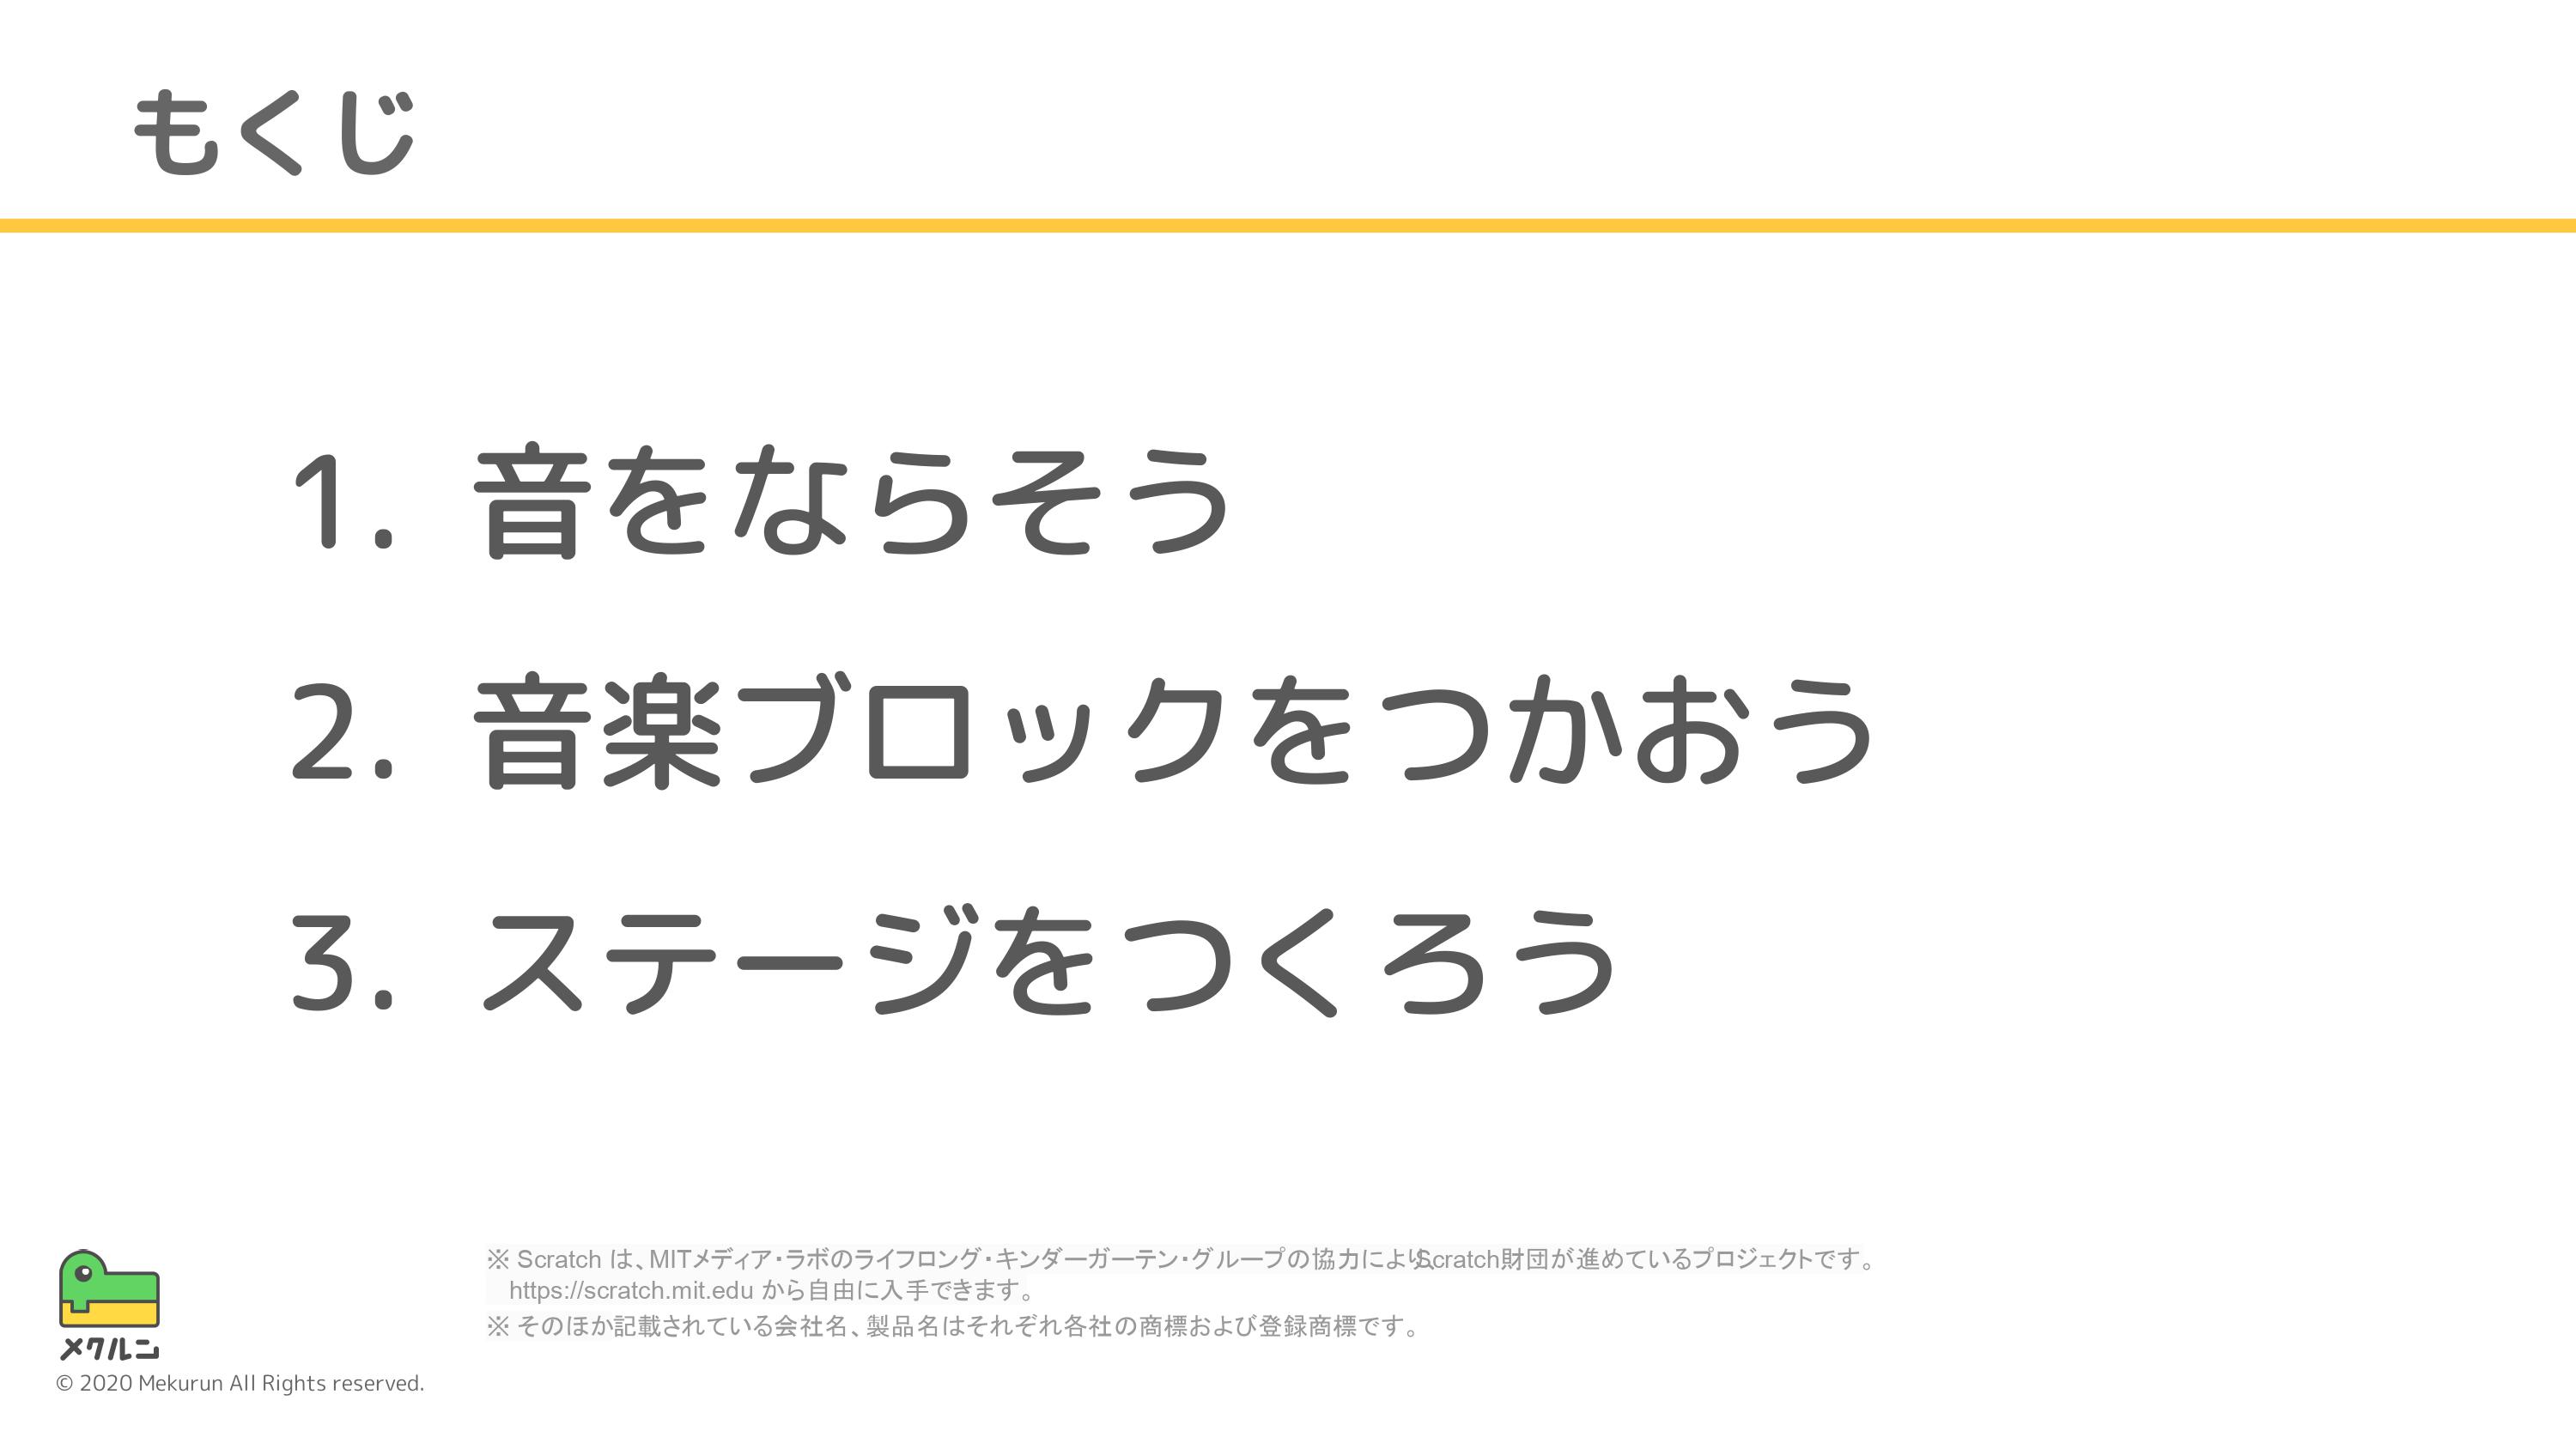 もくじ
1. 音をならそう
2. 音楽ブロックをつかおう
3. ステージをつくろう
※ Scratch は、MITメディア・ラボのライフロング・キンダーガーテン・グループの協力により、Scratch財団が進めているプロジェクトです。
https://scratch.mit.edu から自由に入手できます。
※ そのほか記載されている会社名、製品名はそれぞれ各社の商標および登録商標です。
メクルン
© 2020 Mekurun All Rights reserved.